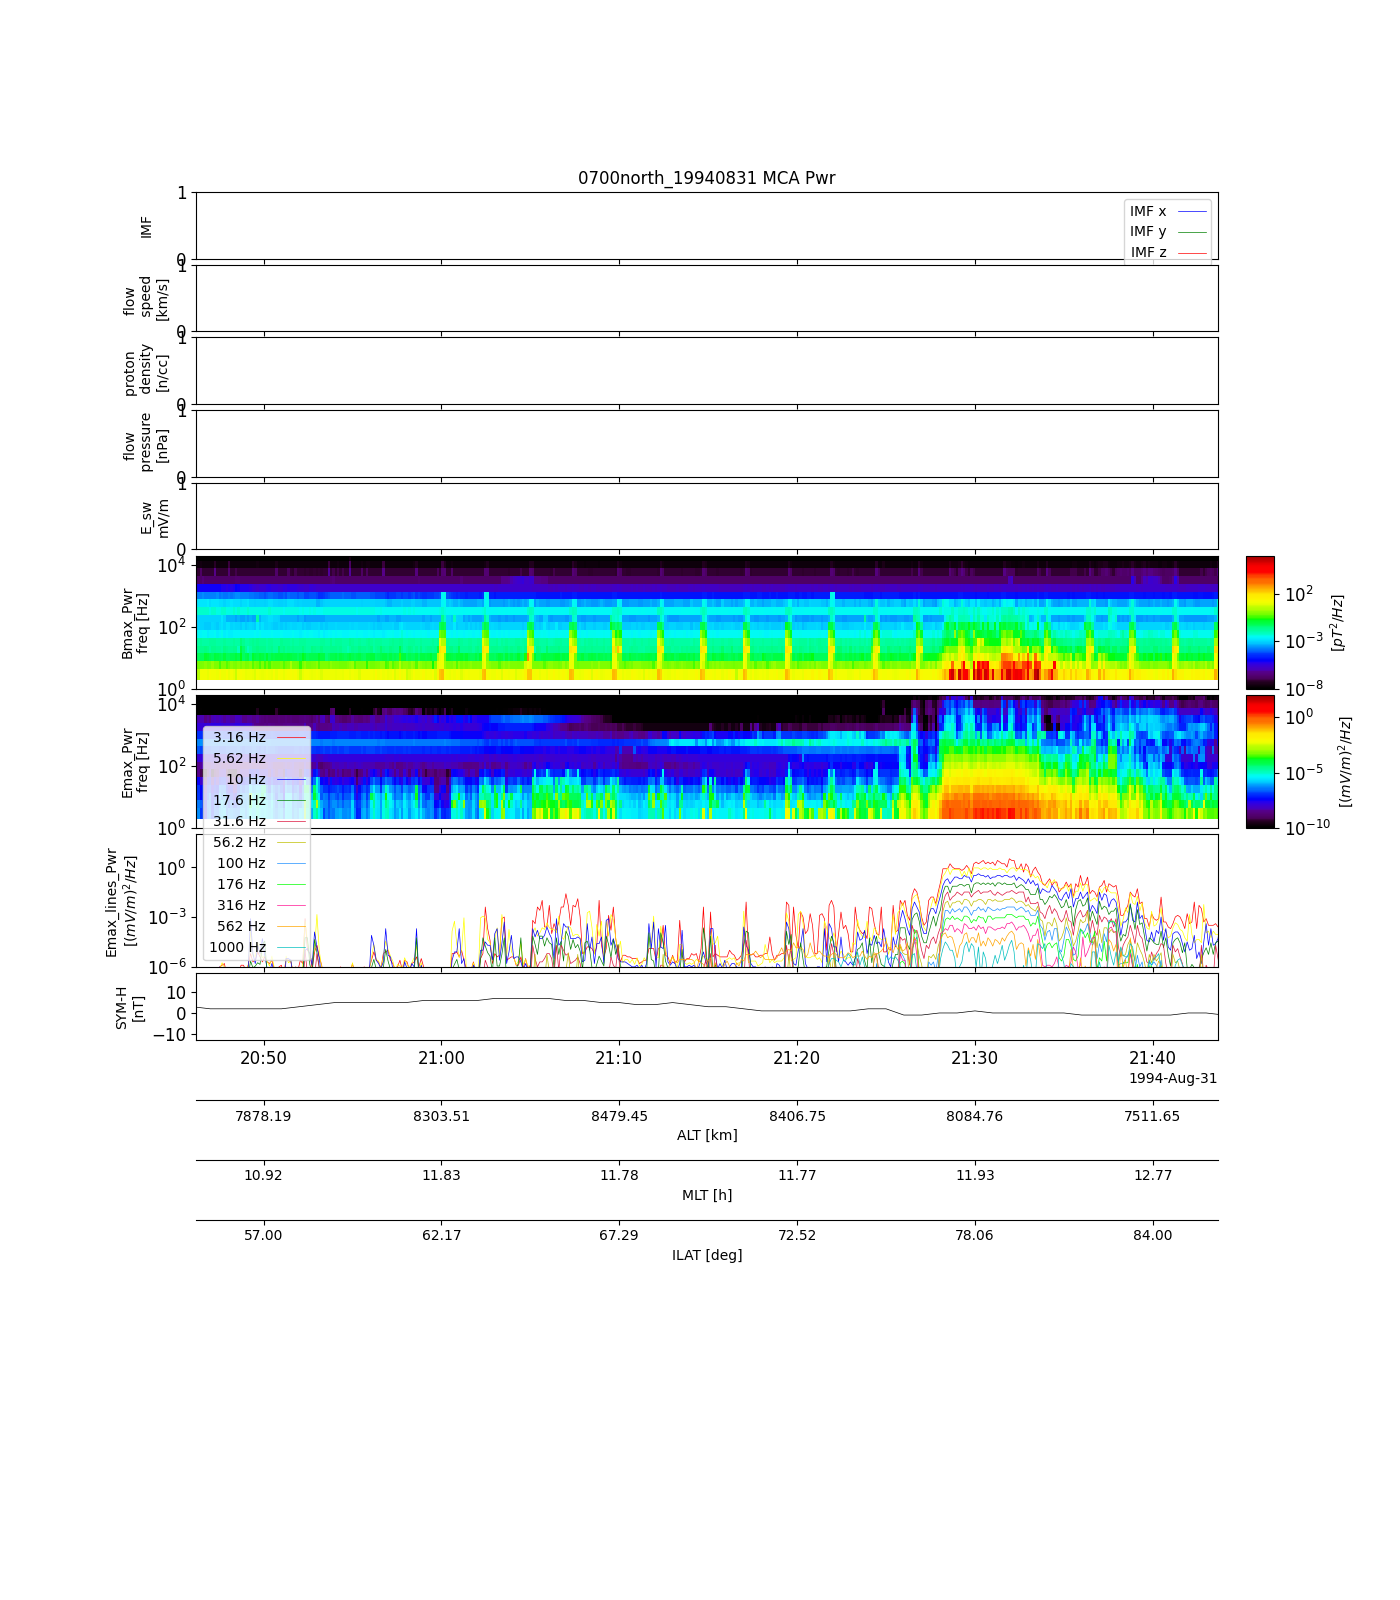 0700north_19940831 MCA Pwr
1
IMF
0
IMF x
IMF y
IMF z
1
flow
speed
[km/s]
0
1
proton
density
[n/cc]
0
1
flow
pressure
[nPa]
0
1
E_sw
mV/m
0
10^4
10^2
10^0
Bmax_Pwr
freq [Hz]
10^2
10^-3
10^-8
[pT^2/Hz]
10^4
10^2
10^0
Emax_Pwr
freq [Hz]
10^0
10^-5
10^-10
[(mV/m)^2/Hz]
3.16 Hz
5.62 Hz
10 Hz
17.6 Hz
31.6 Hz
56.2 Hz
100 Hz
176 Hz
316 Hz
562 Hz
1000 Hz
10^0
10^-3
10^-6
Emax_lines_Pwr
[(mV/m)^2/Hz]
10
0
−10
SYM-H
[nT]
20:50 21:00 21:10 21:20 21:30 21:40
1994-Aug-31
7878.19 8303.51 8479.45 8406.75 8084.76 7511.65
ALT [km]
10.92 11.83 11.78 11.77 11.93 12.77
MLT [h]
57.00 62.17 67.29 72.52 78.06 84.00
ILAT [deg]